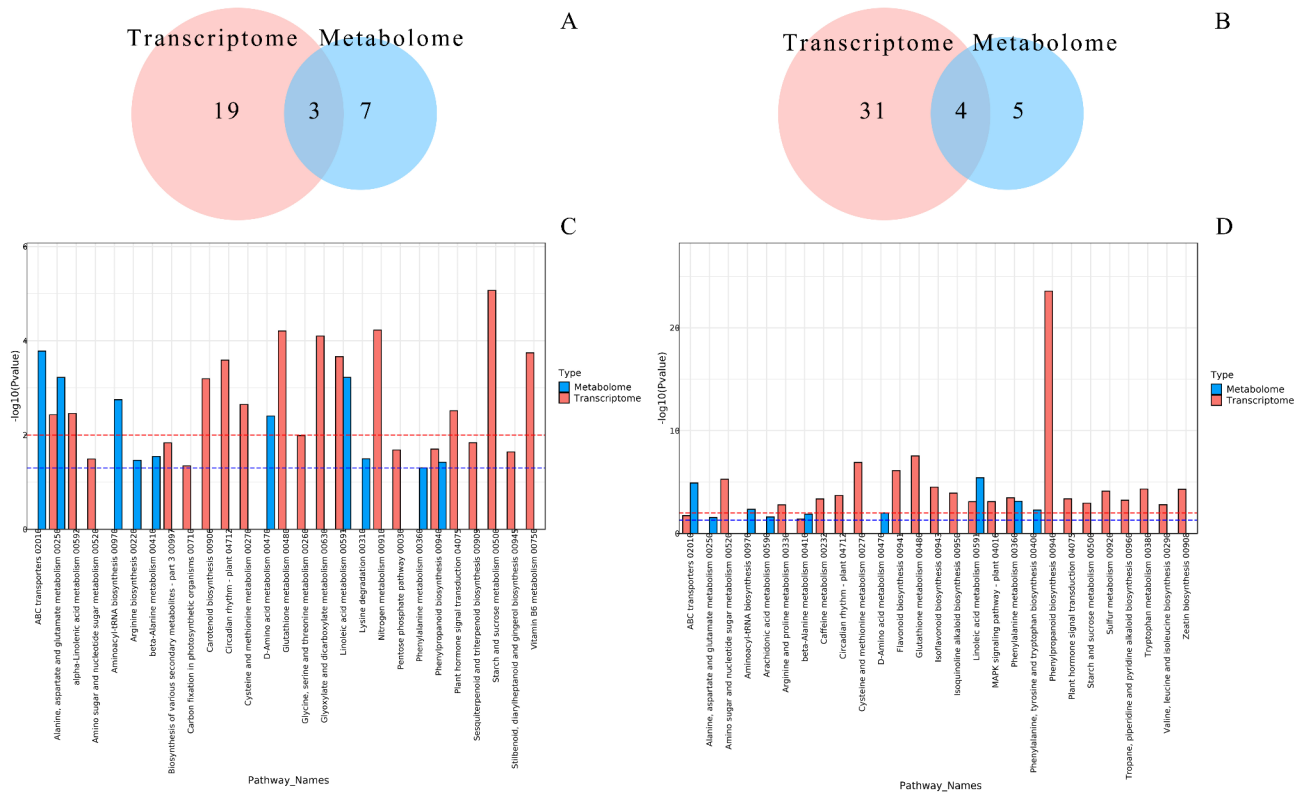 A
B
Transcriptome Metabolome
Transcriptome Metabolome
19
3
7
31
4
5
C
D
6
4
2
0
-log10(Pvalue)
Type
Metabolome
Transcriptome
ABC transporters 02010
Alanine, aspartate and glutamate metabolism 00250
alpha-Linolenic acid metabolism 00592
Amino sugar and nucleotide sugar metabolism 00520
Aminoacyl-tRNA biosynthesis 00970
Arginine biosynthesis 00220
beta-Alanine metabolism 00410
Biosynthesis of various secondary metabolites - part 3 00997
Carbon fixation in photosynthetic organisms 00710
Carotenoid biosynthesis 00906
Circadian rhythm - plant 04712
Cysteine and methionine metabolism 00270
D-Amino acid metabolism 00470
Glutathione metabolism 00480
Glycine, serine and threonine metabolism 00260
Glyoxylate and dicarboxylate metabolism 00630
Linoleic acid metabolism 00591
Lysine degradation 00310
Nitrogen metabolism 00910
Pentose phosphate pathway 00030
Phenylalanine metabolism 00360
Phenylpropanoid biosynthesis 00940
Plant hormone signal transduction 04075
Sesquiterpenoid and triterpenoid biosynthesis 00909
Starch and sucrose metabolism 00500
Stilbenoid, diarylheptanoid and gingerol biosynthesis 00945
Vitamin B6 metabolism 00750
Pathway_Names
20
10
0
-log10(Pvalue)
Type
Metabolome
Transcriptome
ABC transporters 02010
Alanine, aspartate and glutamate metabolism 00250
Amino sugar and nucleotide sugar metabolism 00520
Aminoacyl-tRNA biosynthesis 00970
Arachidonic acid metabolism 00590
Arginine and proline metabolism 00330
beta-Alanine metabolism 00410
Caffeine metabolism 00232
Circadian rhythm - plant 04712
Cysteine and methionine metabolism 00270
D-Amino acid metabolism 00470
Flavonoid biosynthesis 00941
Glutathione metabolism 00480
Isoflavonoid biosynthesis 00943
Isoquinoline alkaloid biosynthesis 00950
Linoleic acid metabolism 00591
MAPK signaling pathway - plant 04016
Phenylalanine metabolism 00360
Phenylalanine, tyrosine and tryptophan biosynthesis 00400
Phenylpropanoid biosynthesis 00940
Plant hormone signal transduction 04075
Starch and sucrose metabolism 00500
Sulfur metabolism 00920
Tropane, piperidine and pyridine alkaloid biosynthesis 00960
Tryptophan metabolism 00380
Valine, leucine and isoleucine biosynthesis 00290
Zeatin biosynthesis 00908
Pathway_Names